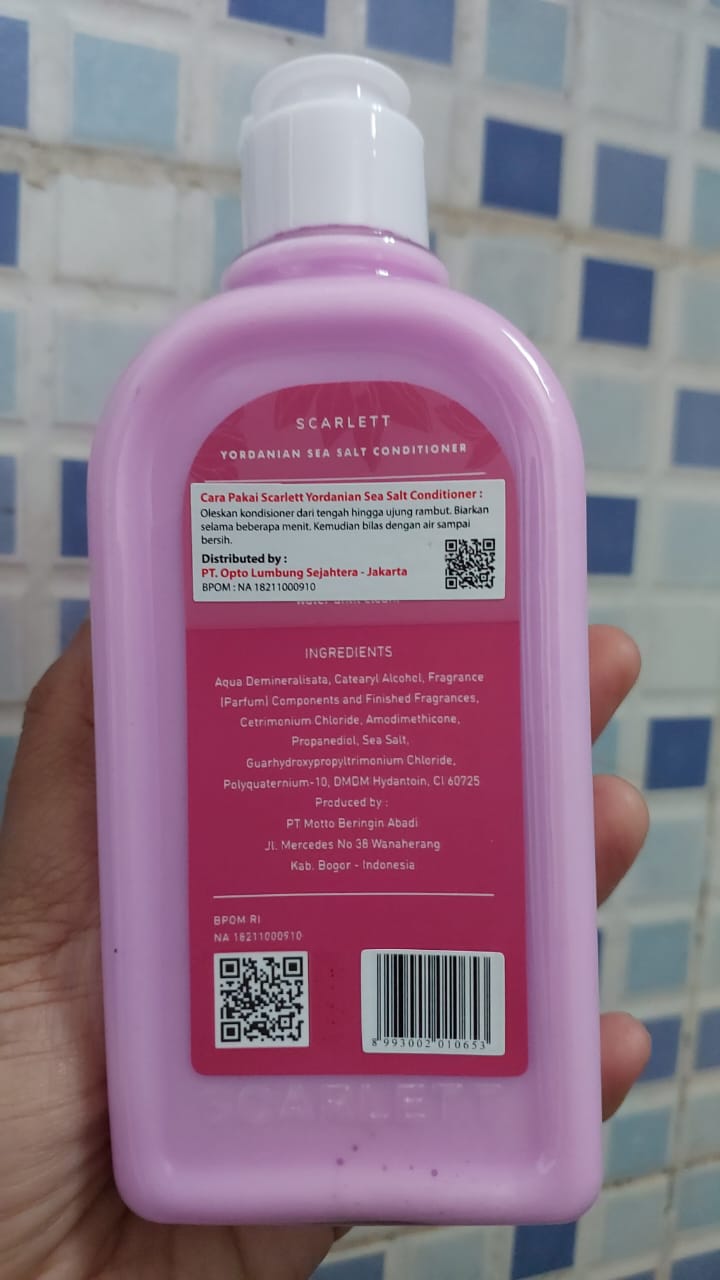 SCARLETT
YORDANIAN SEA SALT CONDITIONER
Cara Pakai Scarlett Yordanian Sea Salt Conditioner :
Oleskan kondisioner dari tengah hingga ujung rambut. Biarkan
selama beberapa menit. Kemudian bilas dengan air sampai
bersih.
Distributed by :
PT. Opto Lumbung Sejahtera - Jakarta
BPOM : NA 18211000910
INGREDIENTS
Aqua Demineralisata, Catearyl Alcohol, Fragrance
(Parfum) Components and Finished Fragrances,
Cetrimonium Chloride, Amodimethicone,
Propanediol, Sea Salt,
Guarhydroxypropyltrimonium Chloride,
Polyquaternium-10, DMDM Hydantoin, CI 60725
Produced by :
PT Motto Beringin Abadi
Jl. Mercedes No 38 Wanaherang
Kab. Bogor - Indonesia
BPOM RI
NA 18211000910
8 993002 010653
SCARLETT